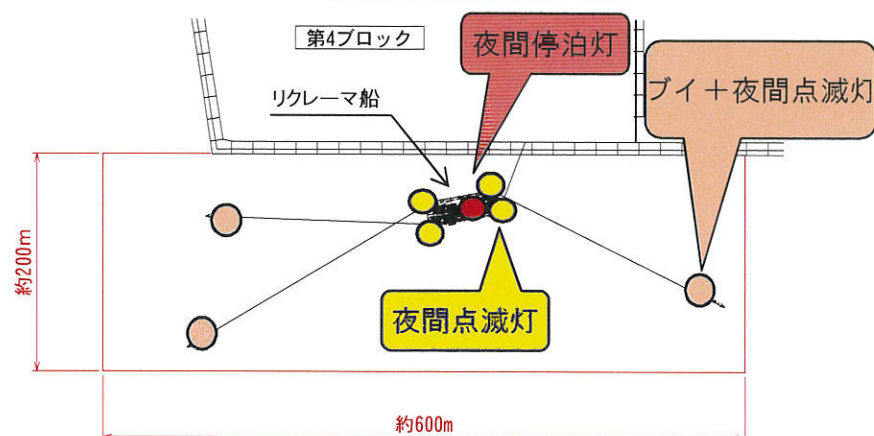 第4ブロック
夜間停泊灯
ブイ+夜間点滅灯
リクレーマ船
約200m
夜間点滅灯
約600m